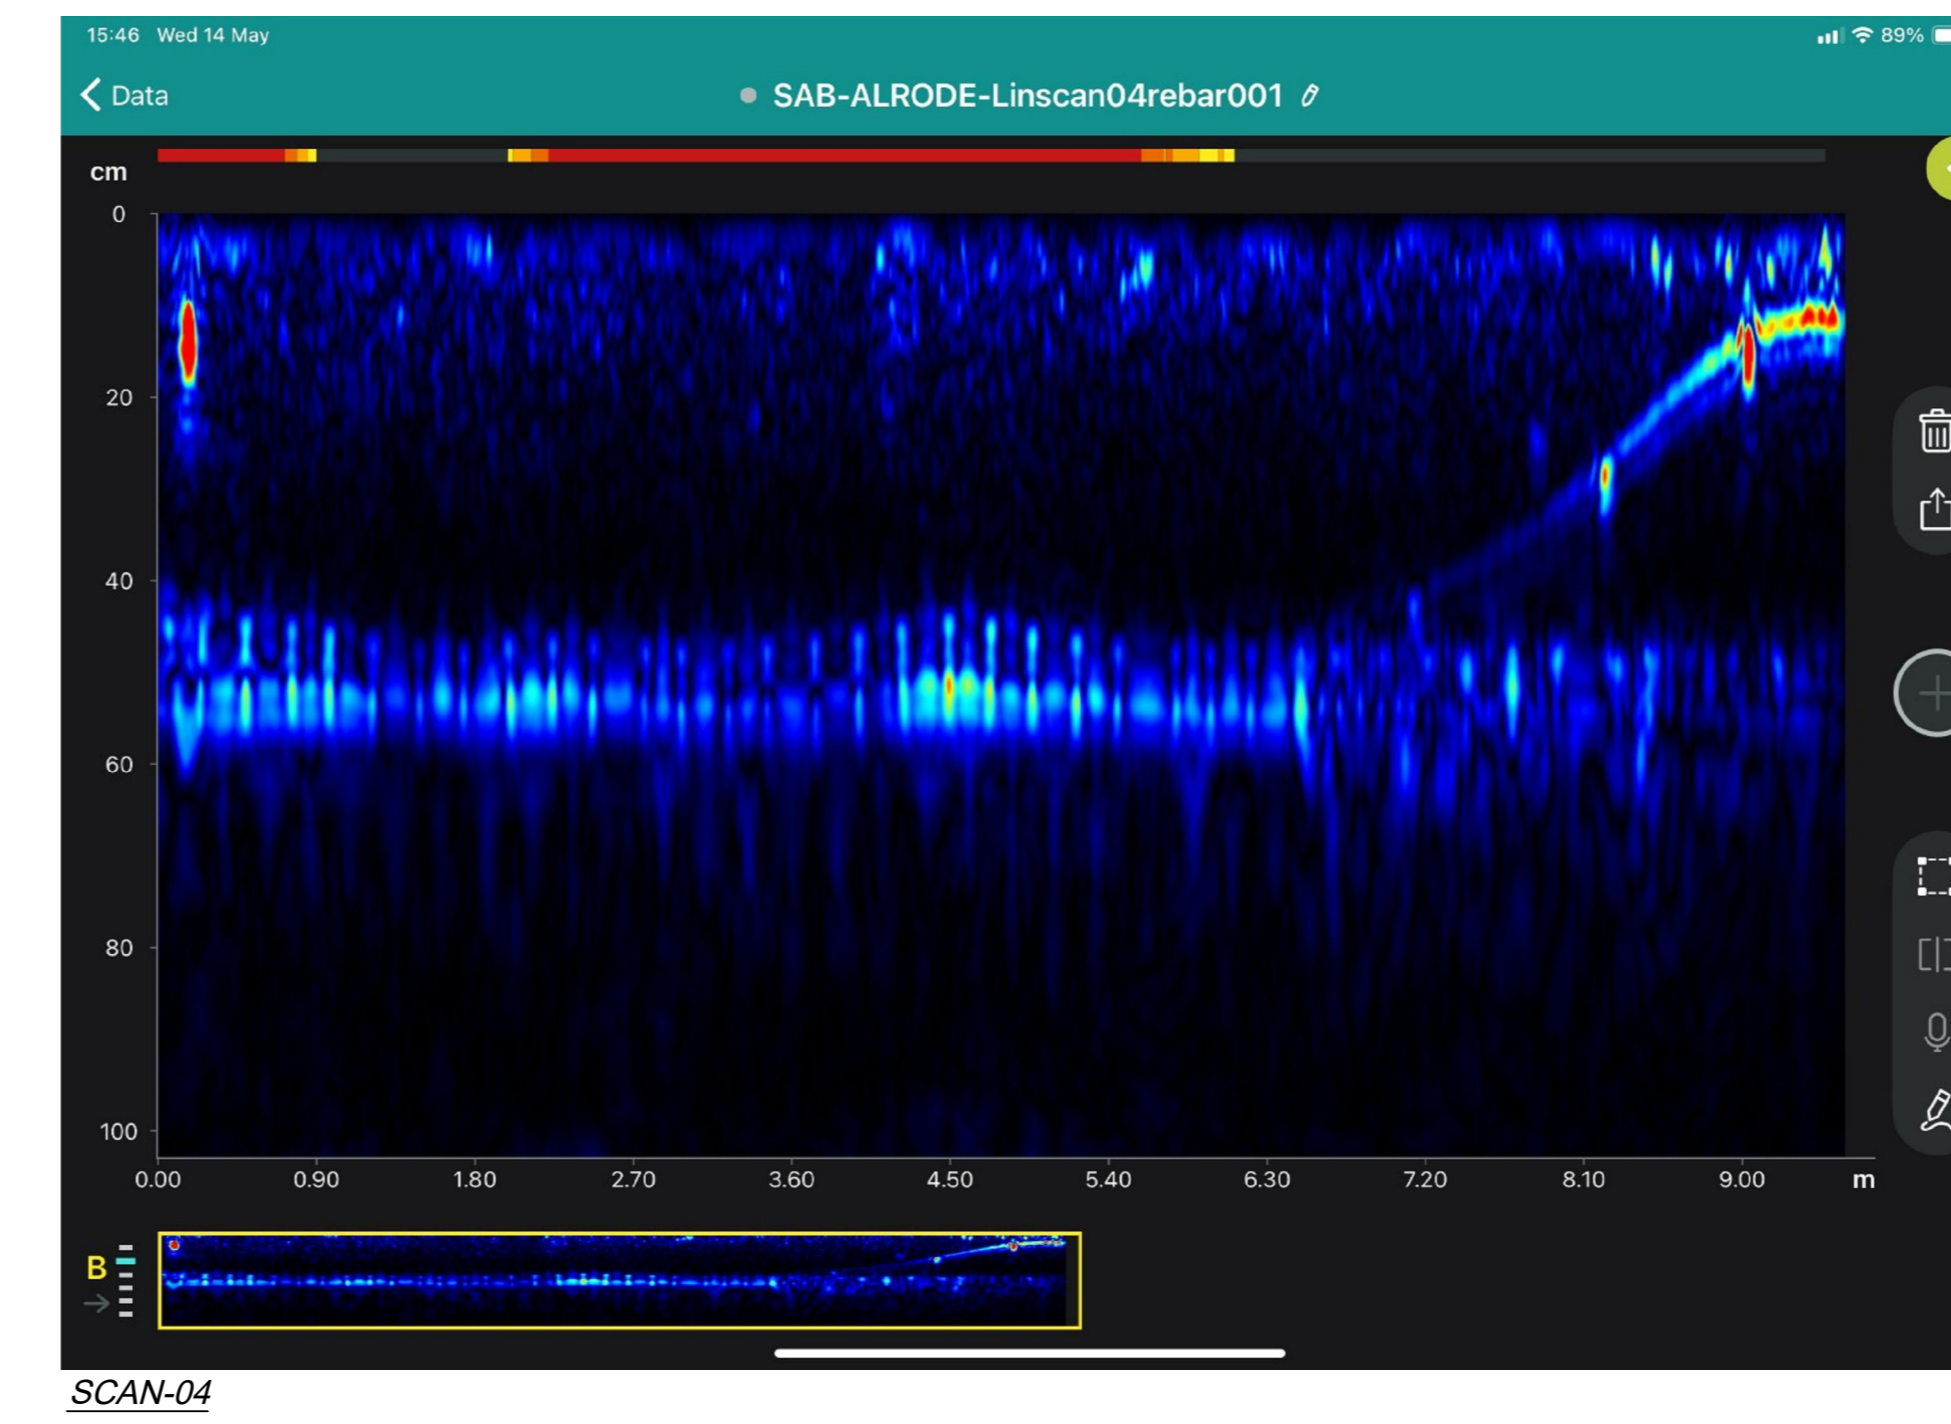 15:46 Wed 14 May 89%
Data SAB-ALRODE-Linscan04rebar001
cm
0
20
40
60
80
100
0.00 0.90 1.80 2.70 3.60 4.50 5.40 6.30 7.20 8.10 9.00 m
B
SCAN-04